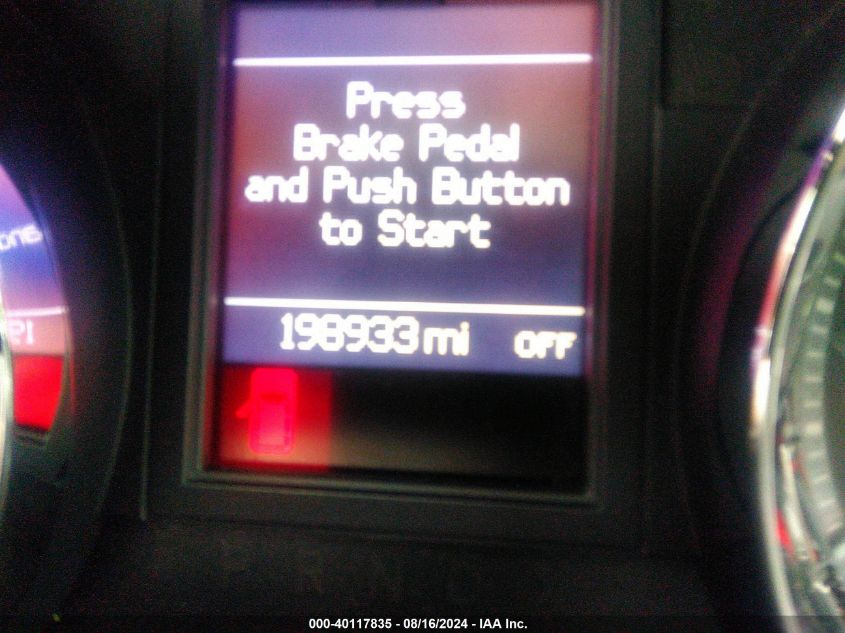 Press
Brake Pedal
and Push Button
to Start
198933 mi OFF
000-40117835 - 08/16/2024 - IAA Inc.